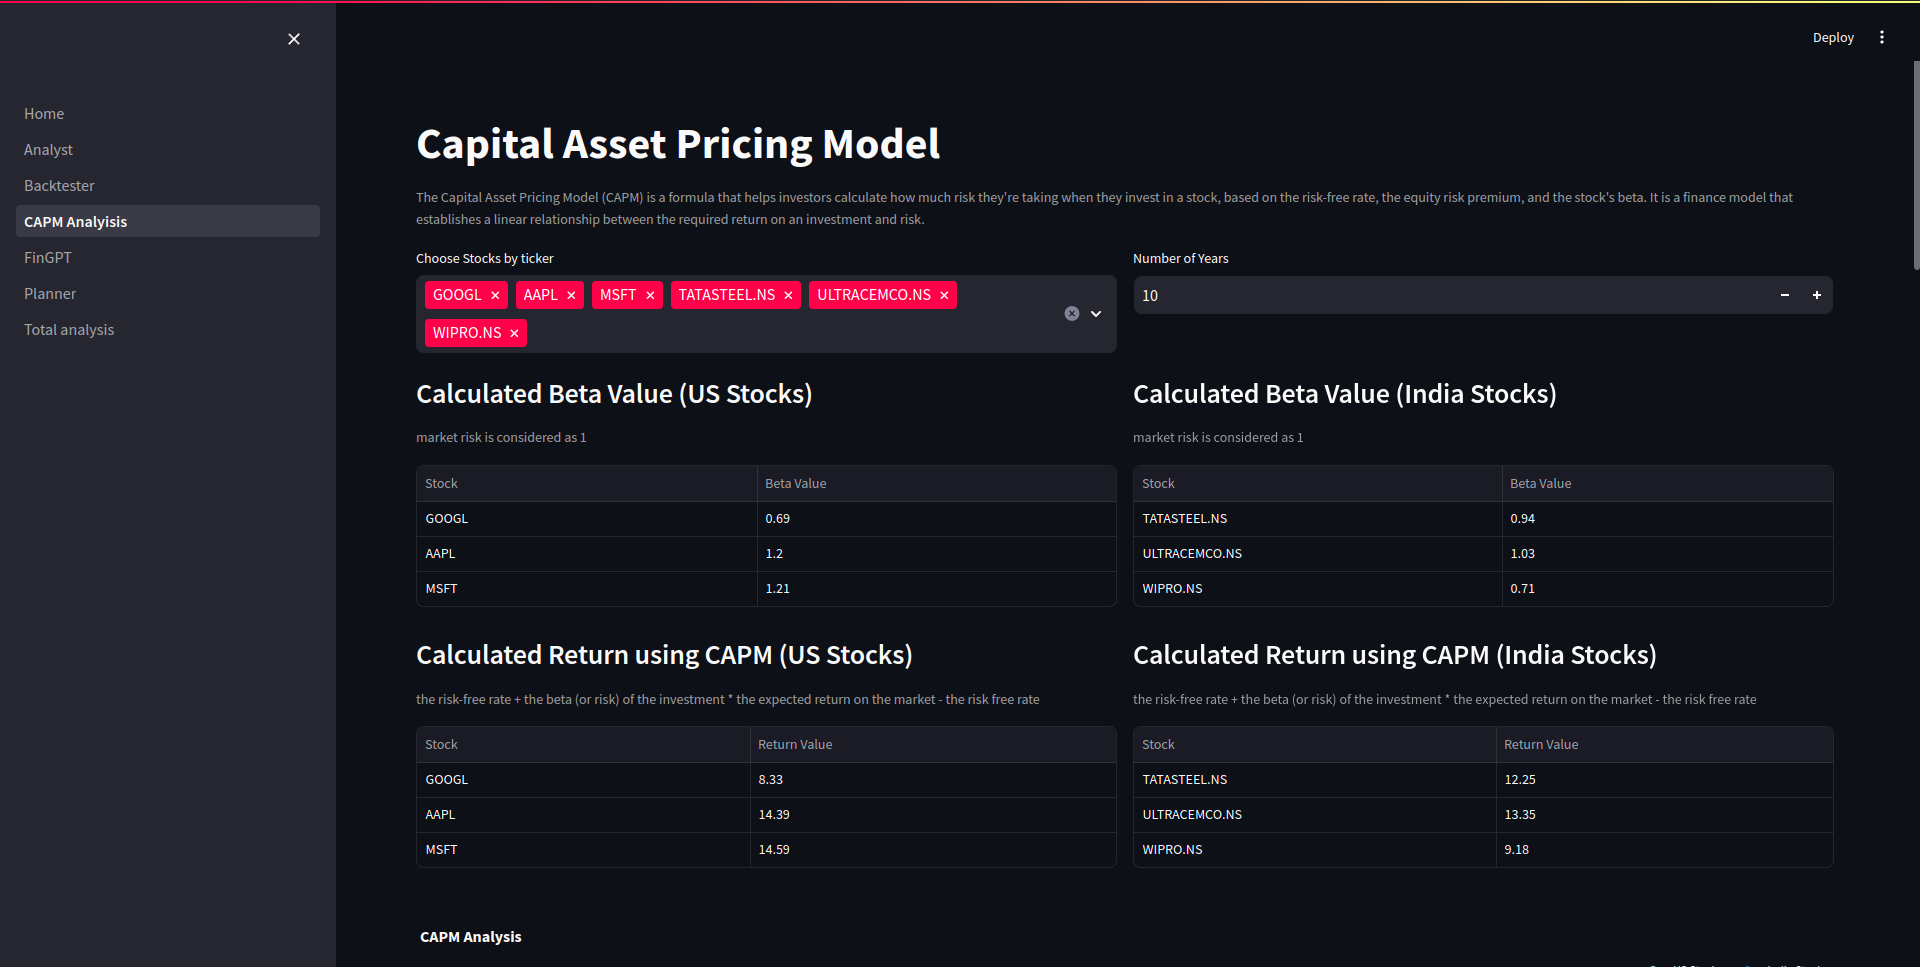 Deploy
Home
Analyst
Backtester
CAPM Analyisis
FinGPT
Planner
Total analysis
Capital Asset Pricing Model
The Capital Asset Pricing Model (CAPM) is a formula that helps investors calculate how much risk they're taking when they invest in a stock, based on the risk-free rate, the equity risk premium, and the stock's beta. It is a finance model that
establishes a linear relationship between the required return on an investment and risk.
Choose Stocks by ticker
GOOGL AAPL MSFT TATASTEEL.NS ULTRACEMCO.NS
WIPRO.NS
Number of Years
10
Calculated Beta Value (US Stocks)
market risk is considered as 1
Stock Beta Value
GOOGL 0.69
AAPL 1.2
MSFT 1.21
Calculated Beta Value (India Stocks)
market risk is considered as 1
Stock Beta Value
TATASTEEL.NS 0.94
ULTRACEMCO.NS 1.03
WIPRO.NS 0.71
Calculated Return using CAPM (US Stocks)
the risk-free rate + the beta (or risk) of the investment * the expected return on the market - the risk free rate
Stock Return Value
GOOGL 8.33
AAPL 14.39
MSFT 14.59
Calculated Return using CAPM (India Stocks)
the risk-free rate + the beta (or risk) of the investment * the expected return on the market - the risk free rate
Stock Return Value
TATASTEEL.NS 12.25
ULTRACEMCO.NS 13.35
WIPRO.NS 9.18
CAPM Analysis